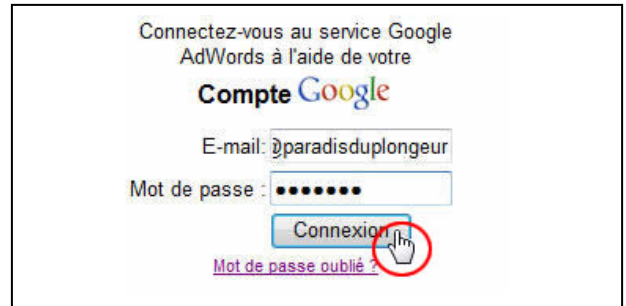 Connectez-vous au service Google
AdWords à l'aide de votre
Compte Google
E-mail: @paradisduplongeur
Mot de passe : •••••••
Connexion
Mot de passe oublié ?